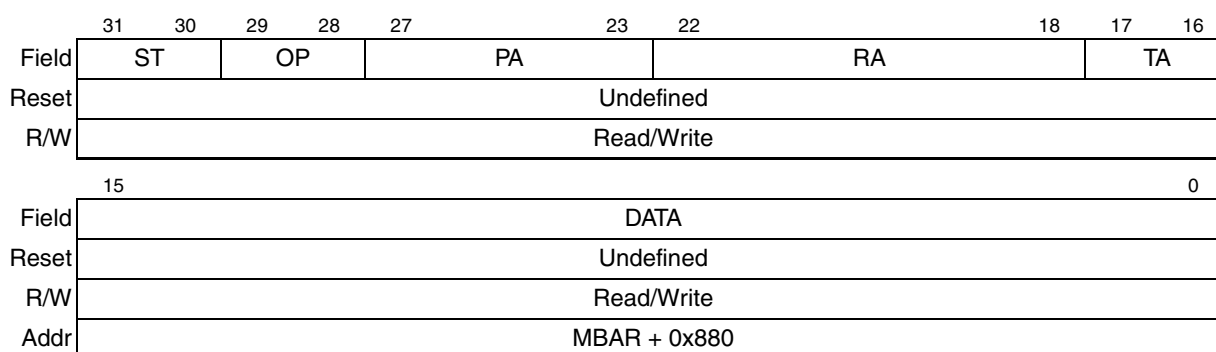 31 30 29 28 27 23 22 18 17 16
Field ST OP PA RA TA
Reset Undefined
R/W Read/Write
15 0
Field DATA
Reset Undefined
R/W Read/Write
Addr MBAR + 0x880